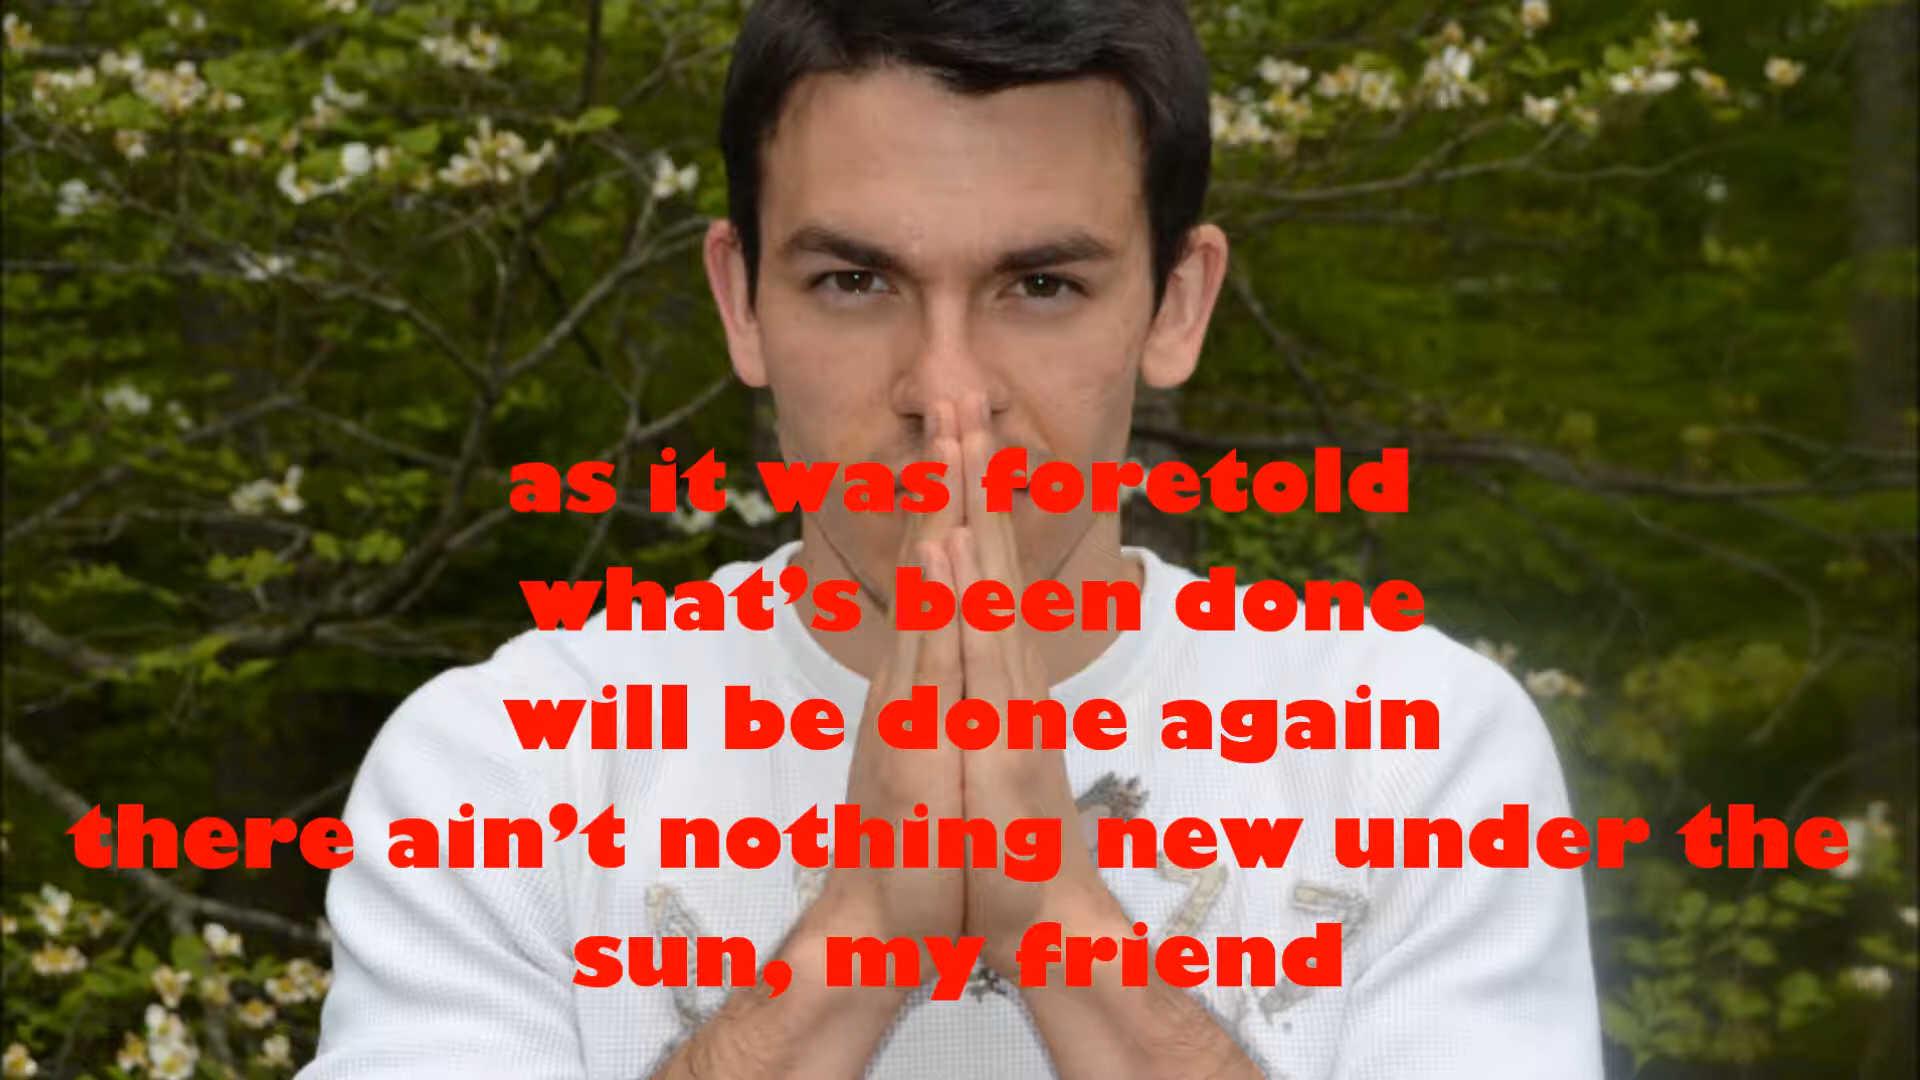 as it was foretold
what's been done
will be done again
there ain't nothing new under the
sun, my friend